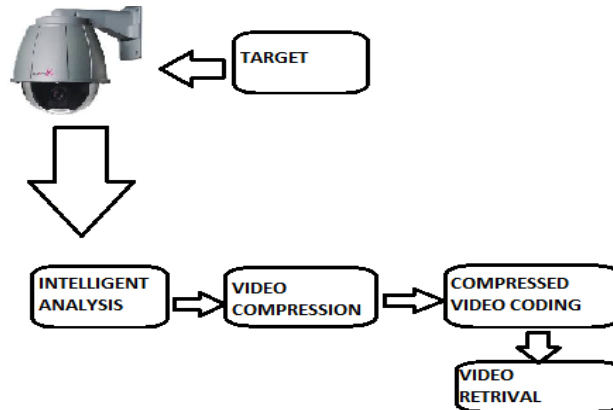 TARGET
INTELLIGENT
ANALYSIS
VIDEO
COMPRESSION
COMPRESSED
VIDEO CODING
VIDEO
RETRIVAL